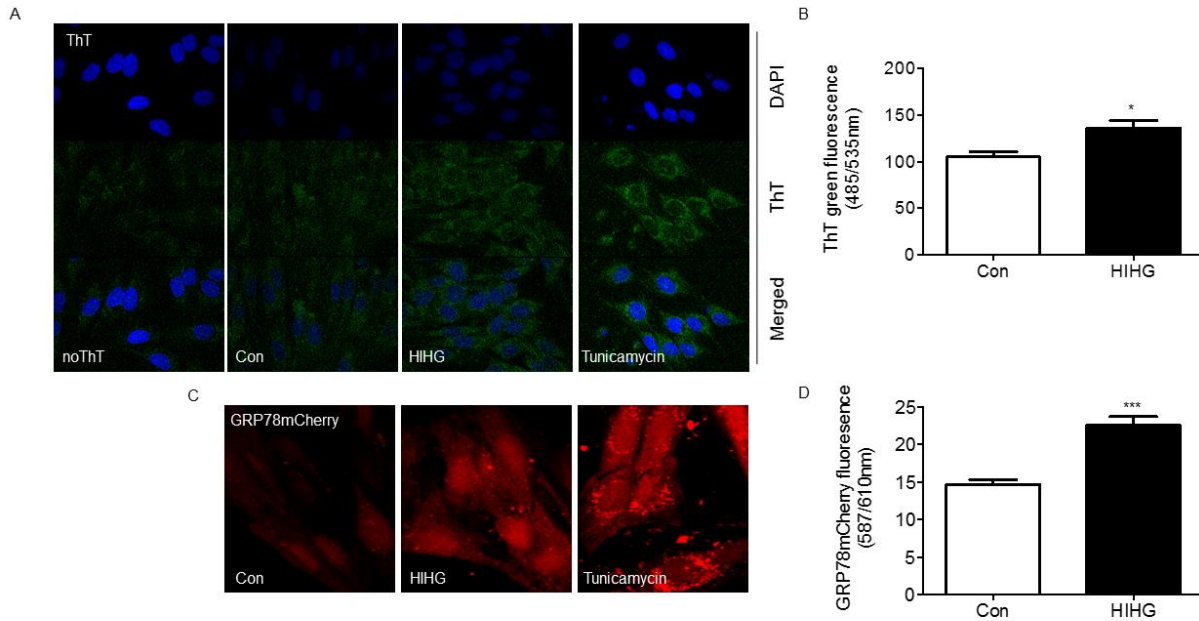 A
ThT
noThT
Con
HIHG
Tunicamycin
DAPI
ThT
Merged
B
ThT green fluorescence
(485/535nm)
200
150
100
50
0
*
Con
HIHG
C
GRP78mCherry
Con
HIHG
Tunicamycin
D
GRP78mCherry fluoresence
(587/610nm)
25
20
15
10
5
0
***
Con
HIHG